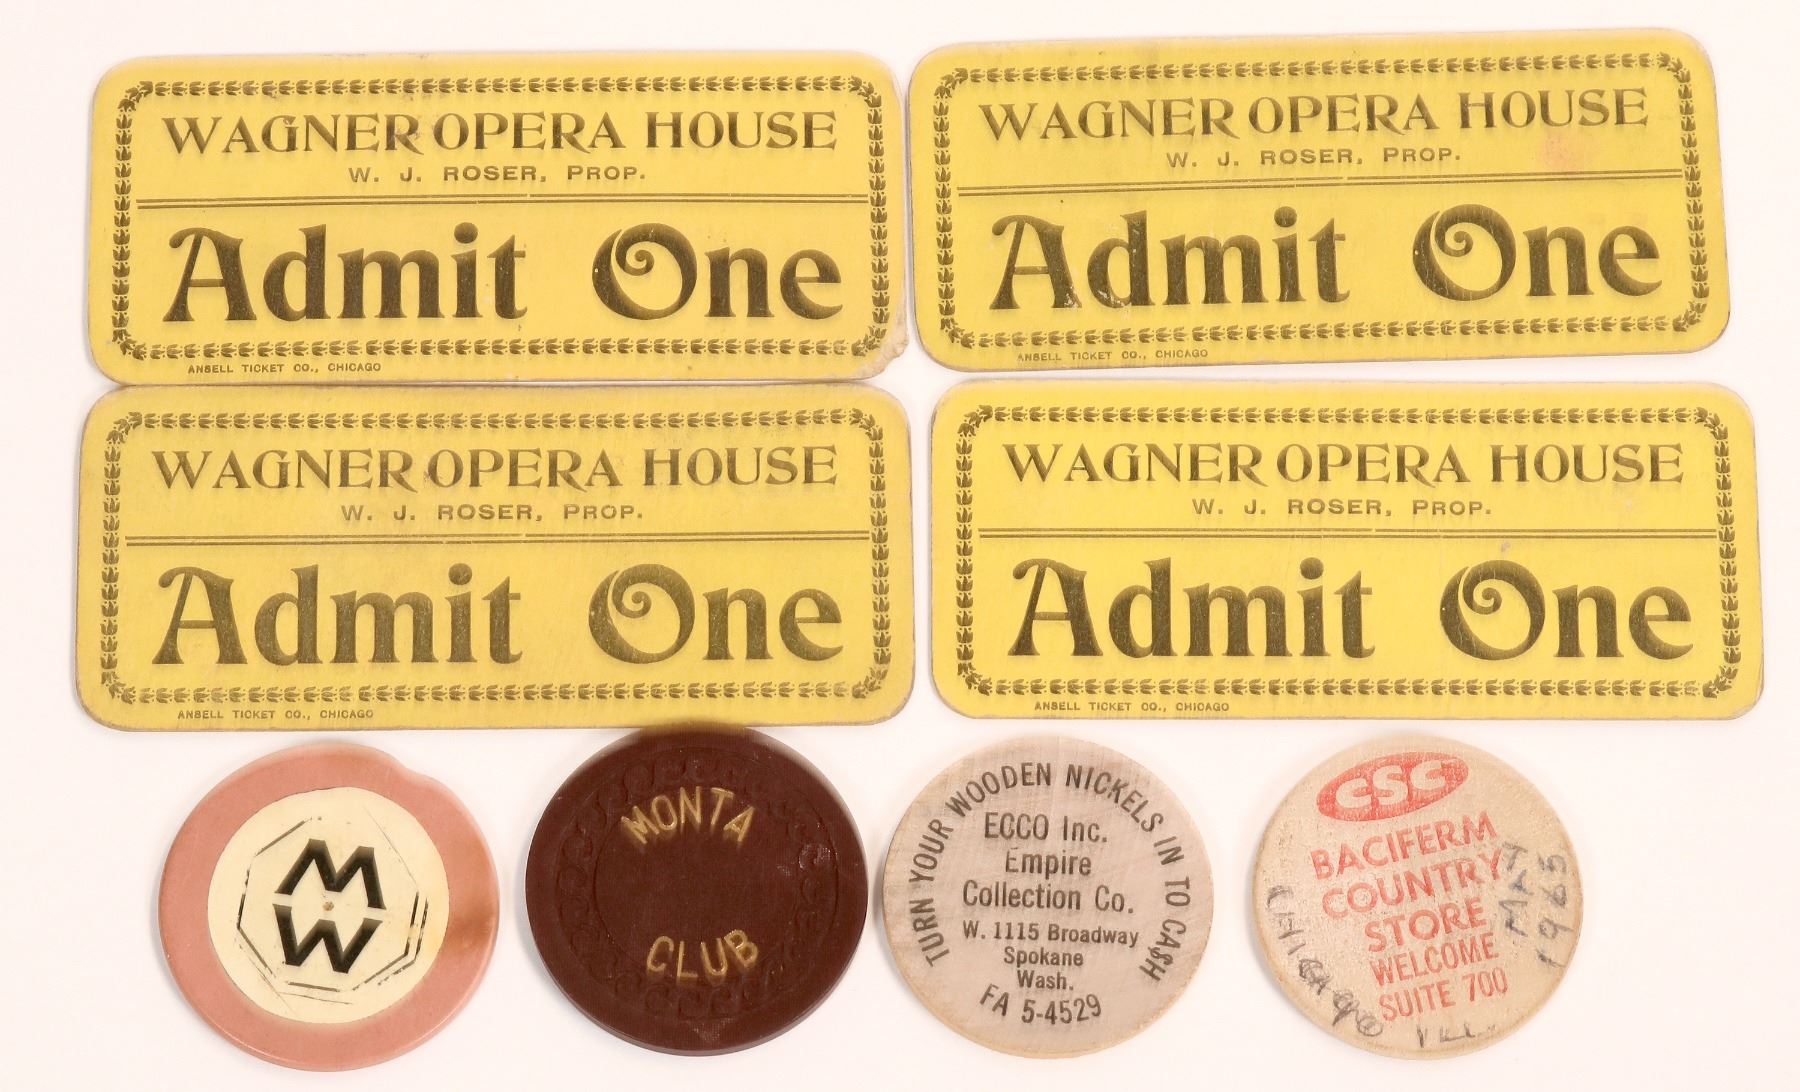 WAGNER OPERA HOUSE
W. J. ROSER, PROP.
Admit One
ANSELL TICKET CO., CHICAGO
WAGNER OPERA HOUSE
W. J. ROSER, PROP.
Admit One
ANSELL TICKET CO., CHICAGO
WAGNER OPERA HOUSE
W. J. ROSER, PROP.
Admit One
ANSELL TICKET CO., CHICAGO
WAGNER OPERA HOUSE
W. J. ROSER, PROP.
Admit One
ANSELL TICKET CO., CHICAGO
M
W
MONTA
CLUB
TURN YOUR WOODEN NICKELS IN TO CA$H
ECCO Inc.
Empire
Collection Co.
W. 1115 Broadway
Spokane
Wash.
FA 5-4529
CSC
BACIFERM
COUNTRY
STORE
WELCOME
SUITE 700
CHICAGO
ILL.
MAY
1965